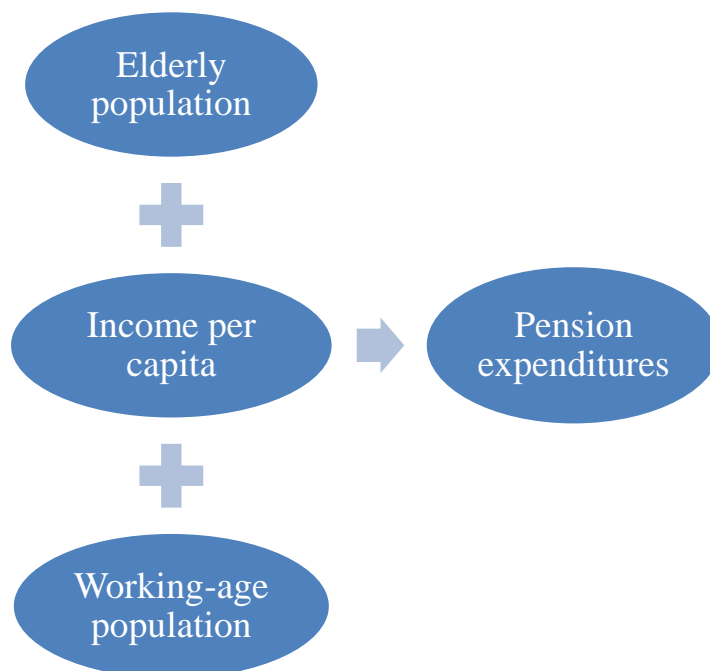 Elderly
population
Income per
capita
Pension
expenditures
Working-age
population